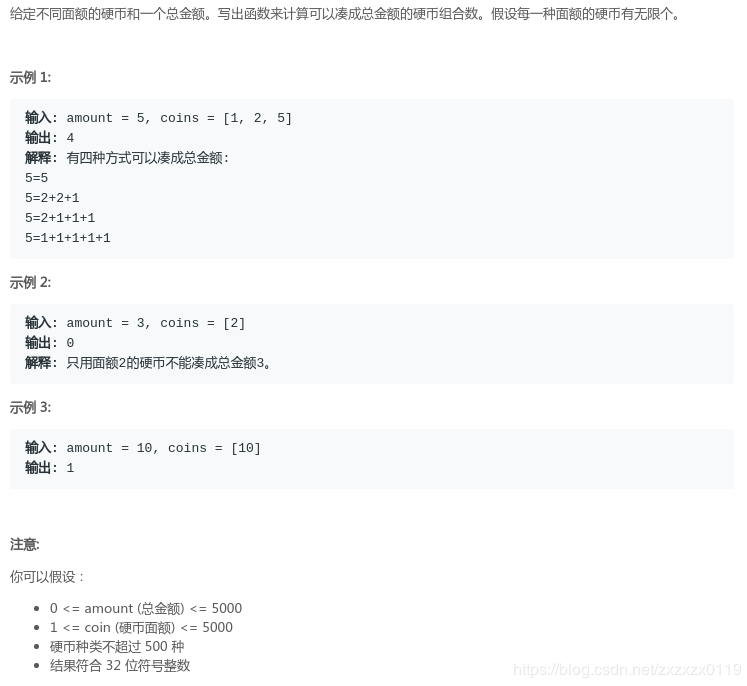 给定不同面额的硬币和一个总金额。写出函数来计算可以凑成总金额的硬币组合数。假设每一种面额的硬币有无限个。
示例 1:
输入: amount = 5, coins = [1, 2, 5]
输出: 4
解释: 有四种方式可以凑成总金额:
5=5
5=2+2+1
5=2+1+1+1
5=1+1+1+1+1
示例 2:
输入: amount = 3, coins = [2]
输出: 0
解释: 只用面额2的硬币不能凑成总金额3。
示例 3:
输入: amount = 10, coins = [10]
输出: 1
注意:
你可以假设：
• 0 <= amount (总金额) <= 5000
• 1 <= coin (硬币面额) <= 5000
• 硬币种类不超过 500 种
• 结果符合 32 位符号整数
https://blog.csdn.net/zxzxzx0119